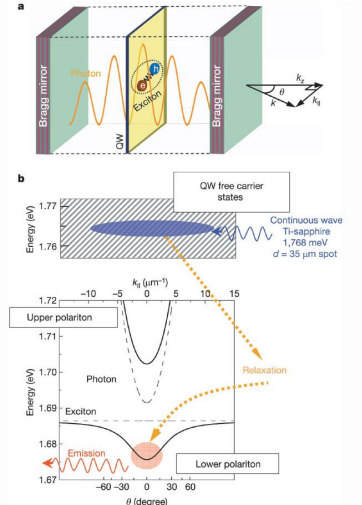 a
Bragg mirror
Photon
e
h
Exciton
QW
Bragg mirror
kz
θ
k
k∥
b
QW free carrier
states
Energy (eV)
1.77
1.76
Continuous wave
Ti-sapphire
1,768 meV
d = 35 μm spot
k∥ (μm⁻¹)
−10 −5 0 5 10 15
1.72
Upper polariton
1.71
Photon
1.70
Energy (eV)
Relaxation
1.69
Exciton
1.68
Emission
Lower polariton
1.67
−60 −30 0 30 60
θ (degree)